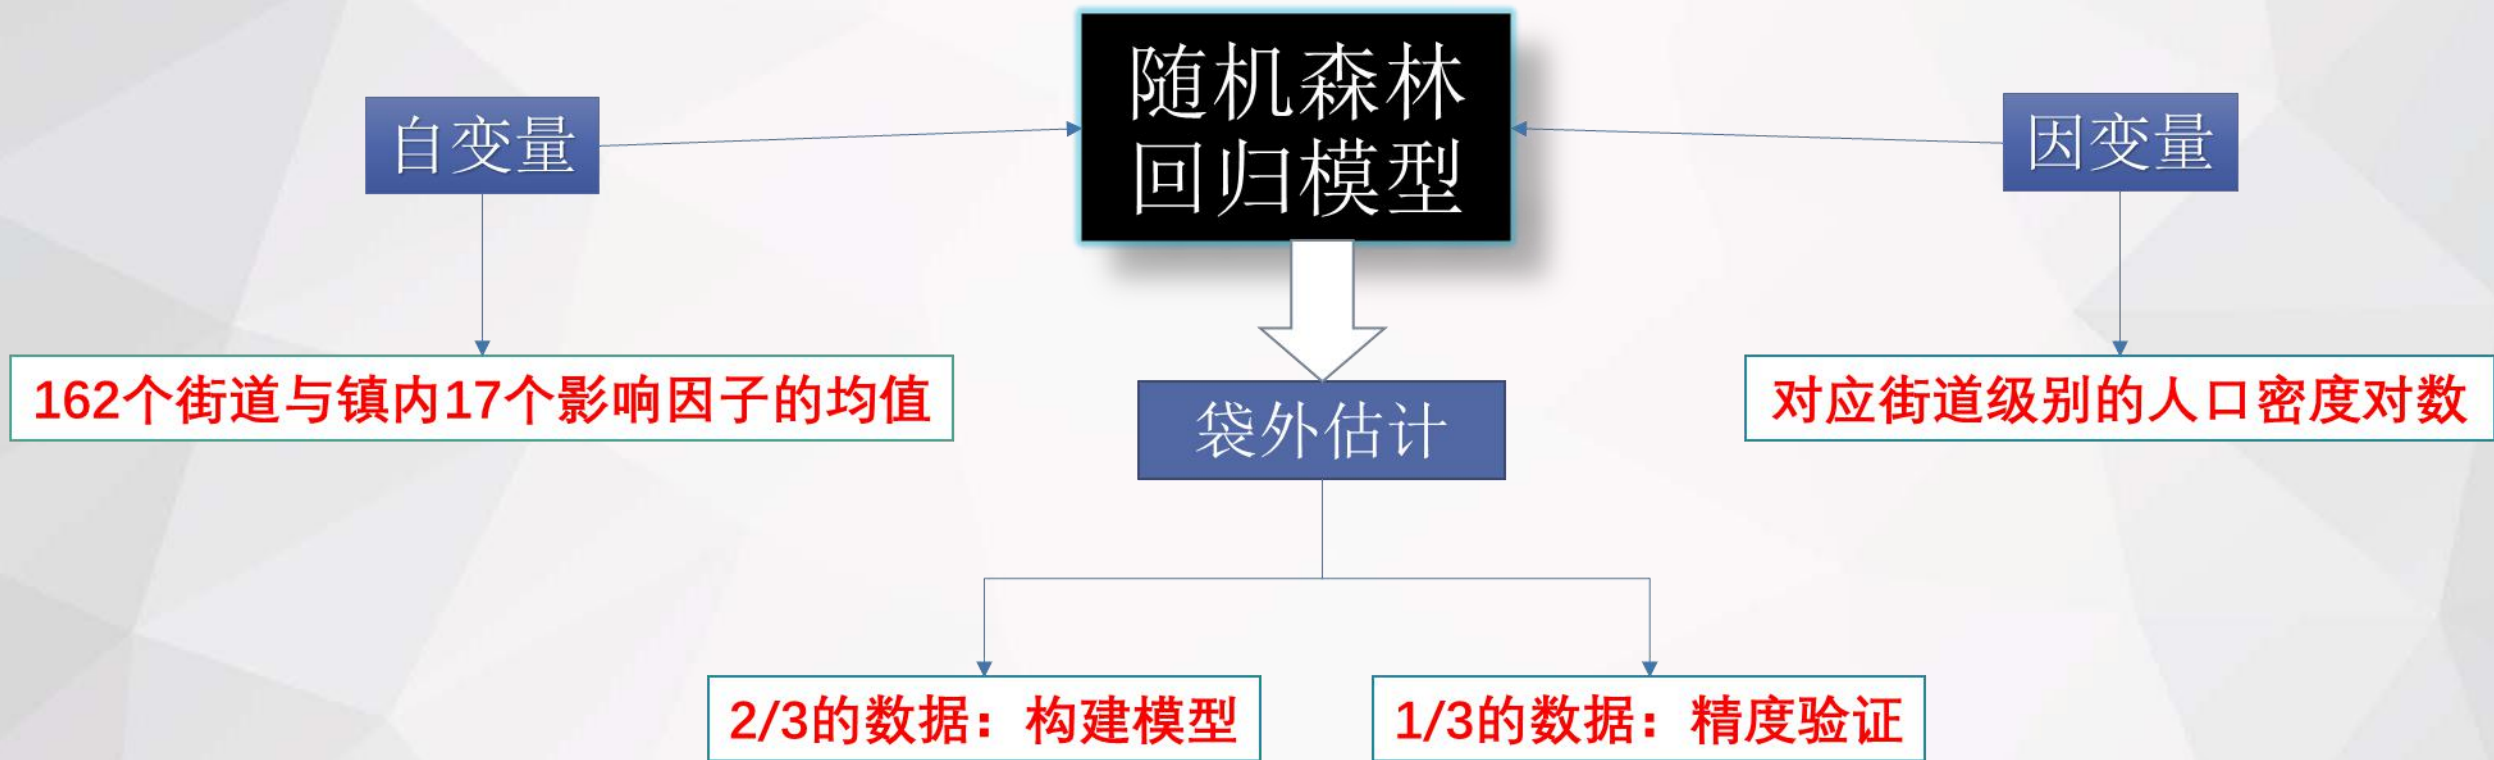 随机森林
回归模型
自变量
因变量
162个街道与镇内17个影响因子的均值
对应街道级别的人口密度对数
袋外估计
2/3的数据：构建模型
1/3的数据：精度验证